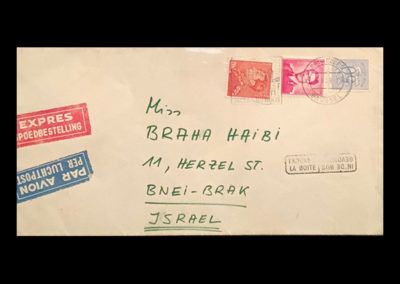 EXPRES
SPOEDBESTELLING
PAR AVION
PER LUCHTPOST
Miss
BRAHA HAIBI
11, HERZEL ST.
BNEI-BRAK
ISRAEL
LA BOITE